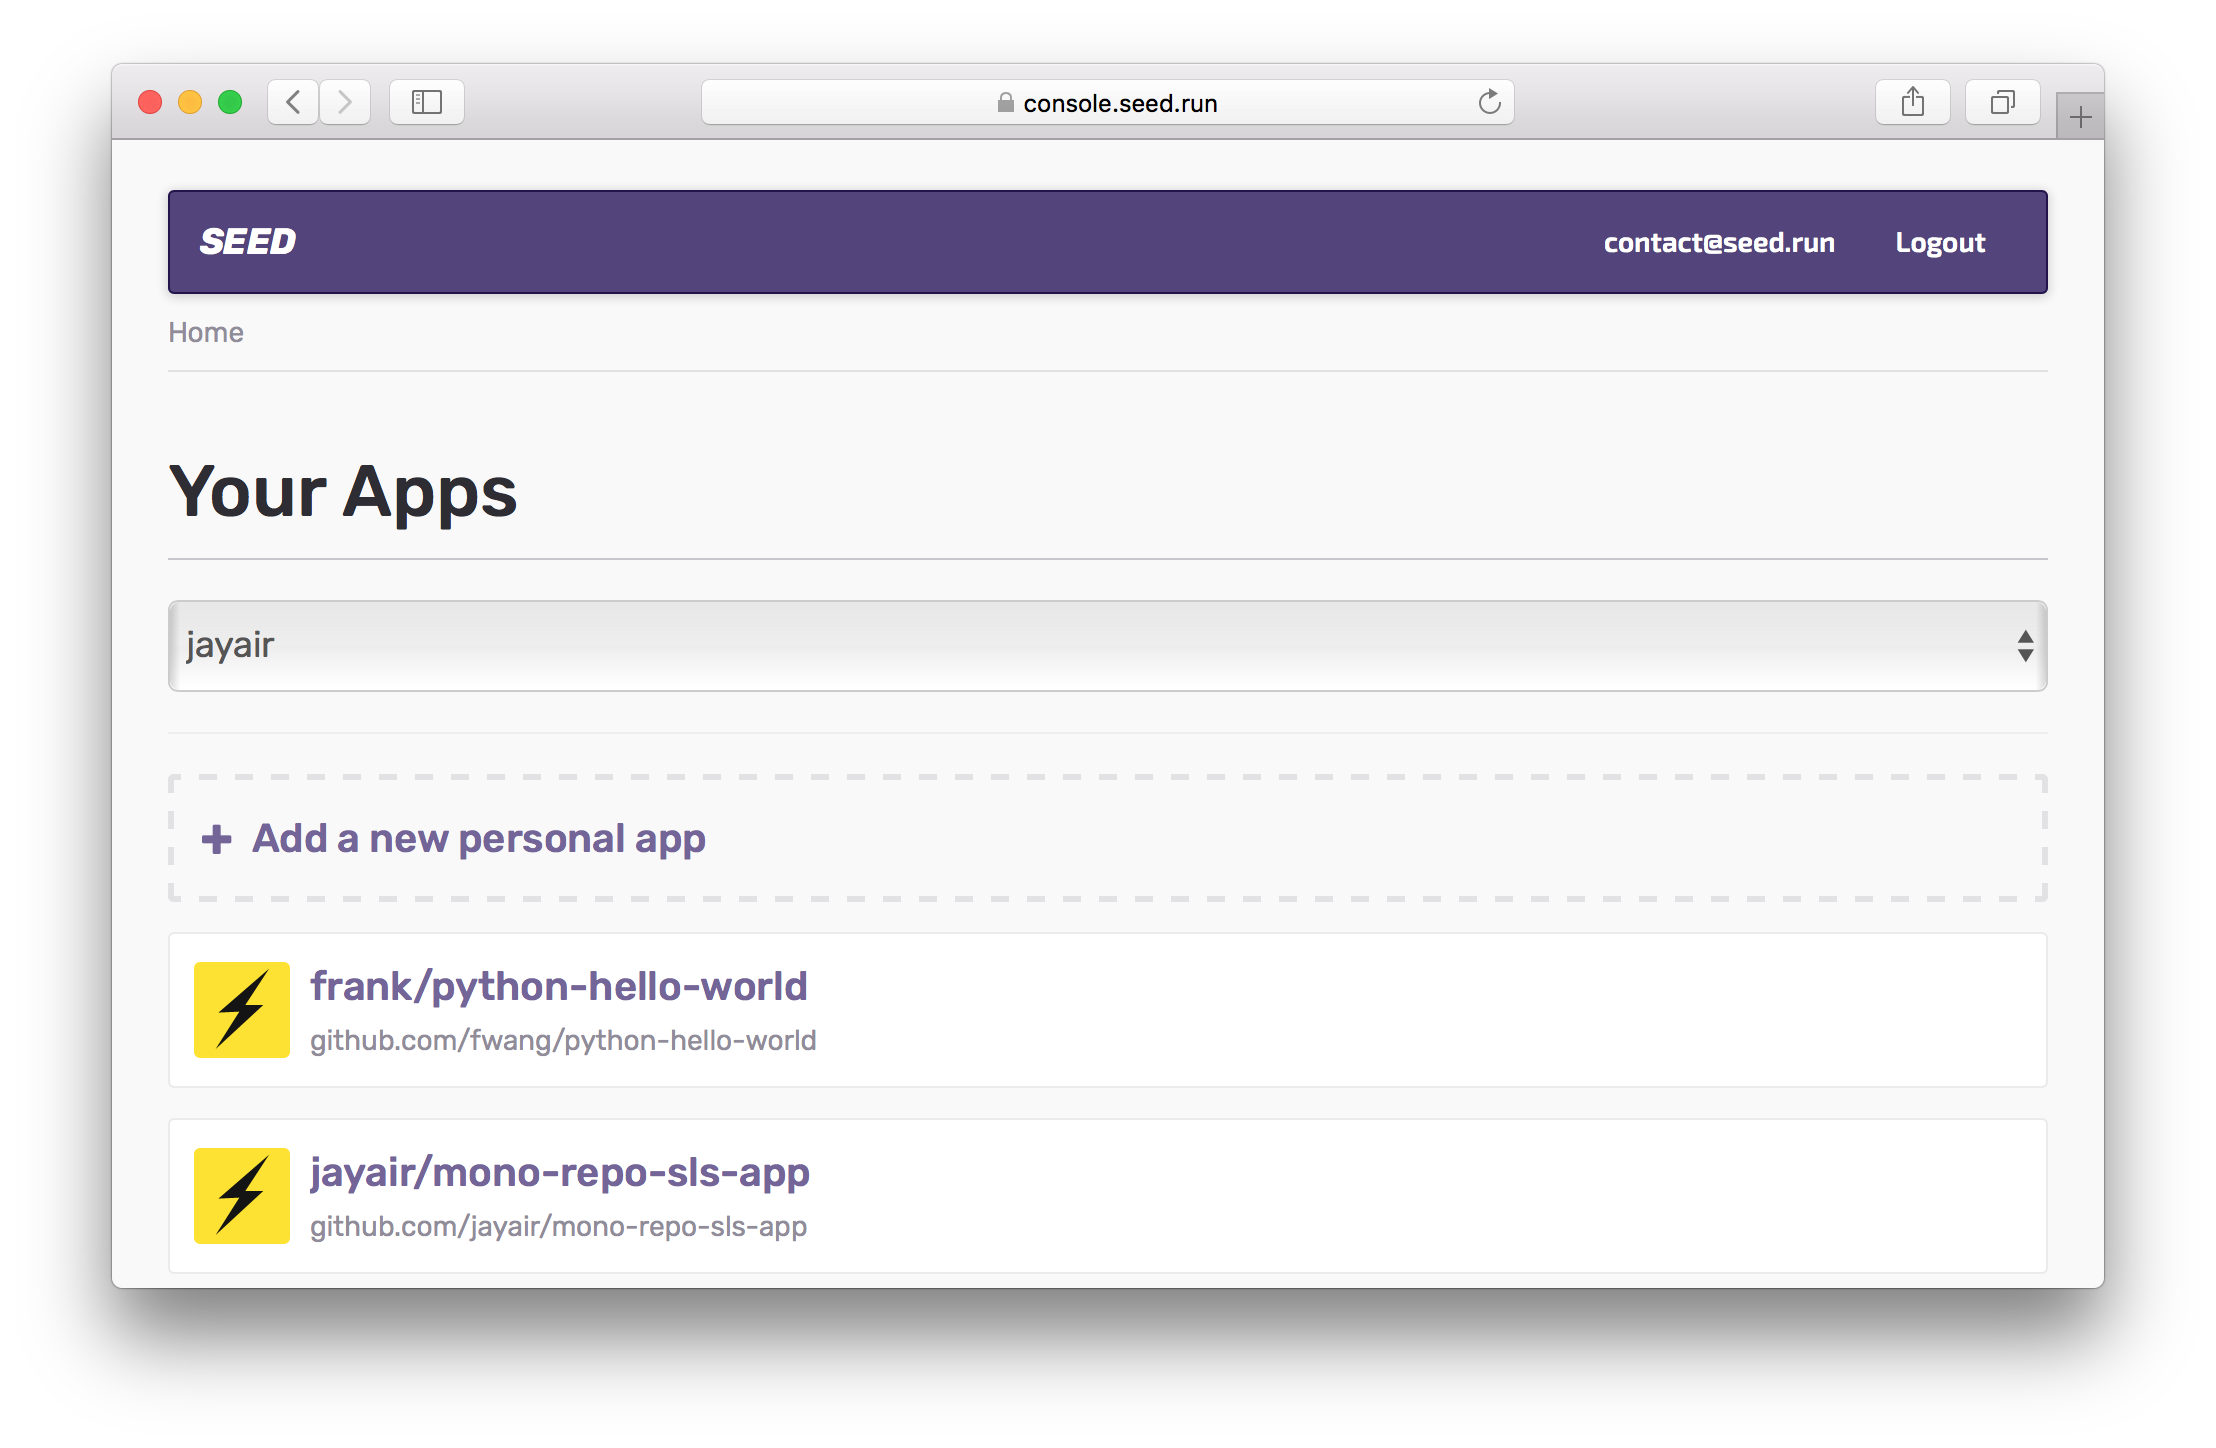 console.seed.run
SEED
contact@seed.run Logout
Home
Your Apps
jayair
Add a new personal app
frank/python-hello-world
github.com/fwang/python-hello-world
jayair/mono-repo-sls-app
github.com/jayair/mono-repo-sls-app